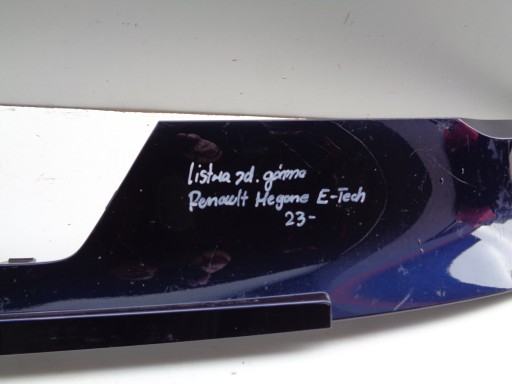 listwa zd. górna
Renault Megane E-Tech
23-